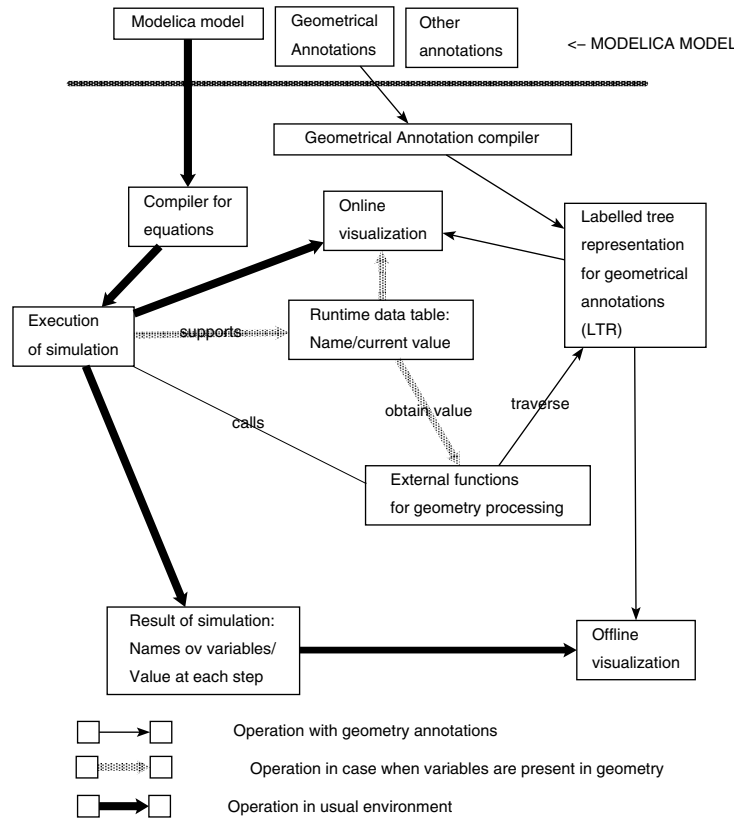 Modelica model
Geometrical
Annotations
Other
annotations
<– MODELICA MODEL
Geometrical Annotation compiler
Compiler for
equations
Online
visualization
Labelled tree
representation
for geometrical
annotations
(LTR)
Execution
of simulation
supports
Runtime data table:
Name/current value
obtain value
traverse
calls
External functions
for geometry processing
Result of simulation:
Names ov variables/
Value at each step
Offline
visualization
Operation with geometry annotations
Operation in case when variables are present in geometry
Operation in usual environment